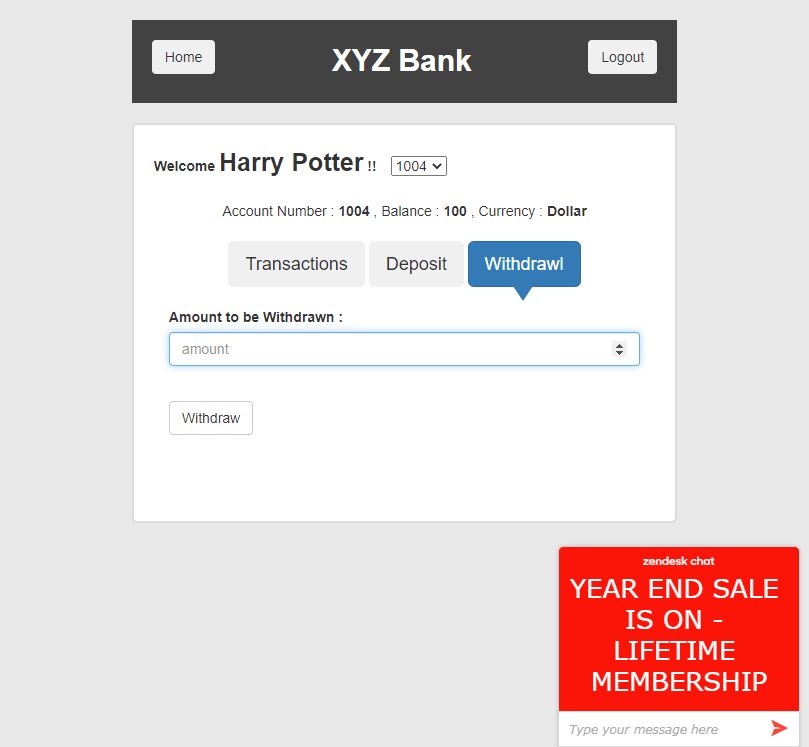 Home XYZ Bank Logout
Welcome Harry Potter !! 1004
Account Number : 1004 , Balance : 100 , Currency : Dollar
Transactions Deposit Withdrawl
Amount to be Withdrawn :
amount
Withdraw
zendesk chat
YEAR END SALE
IS ON -
LIFETIME
MEMBERSHIP
Type your message here